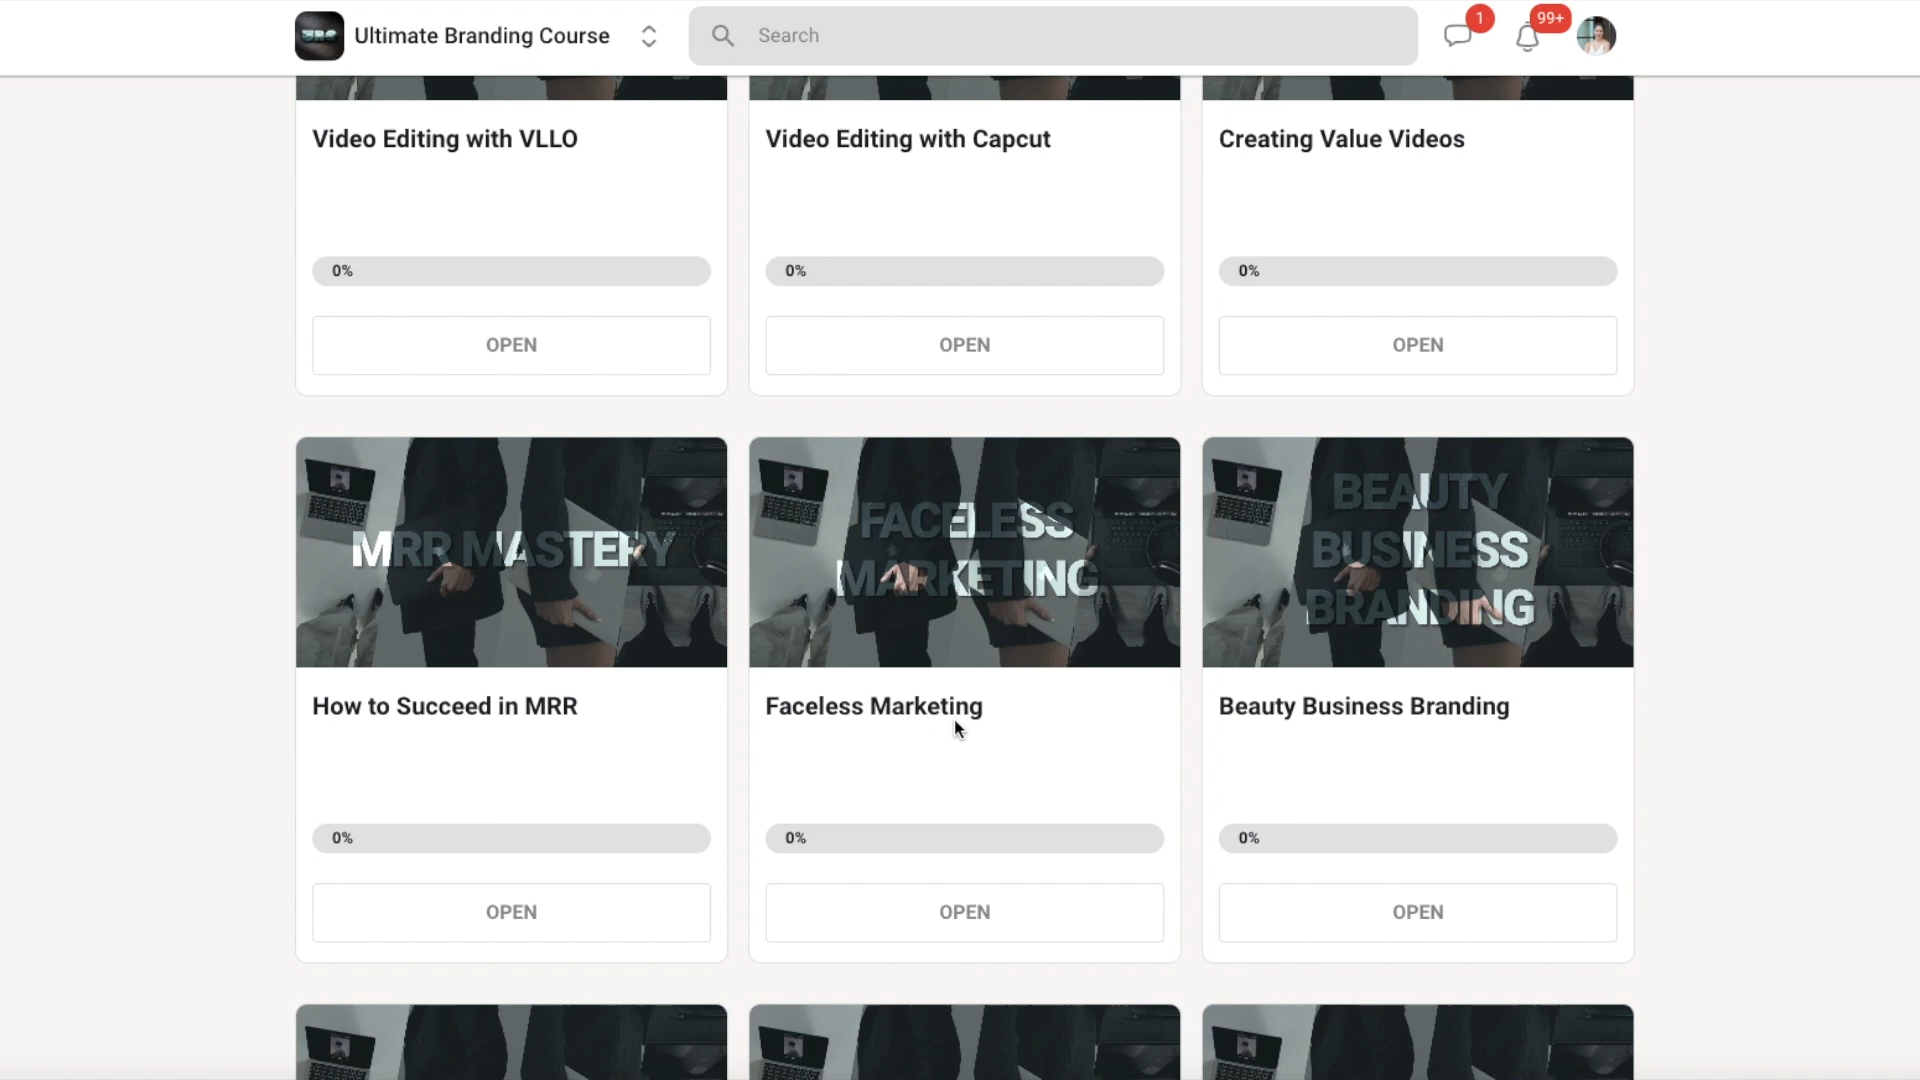 UBC Ultimate Branding Course Search 1 99+
Video Editing with VLLO
Video Editing with Capcut
Creating Value Videos
0%
0%
0%
OPEN
OPEN
OPEN
MRR MASTERY
FACELESS
MARKETING
BEAUTY
BUSINESS
BRANDING
How to Succeed in MRR
Faceless Marketing
Beauty Business Branding
0%
0%
0%
OPEN
OPEN
OPEN